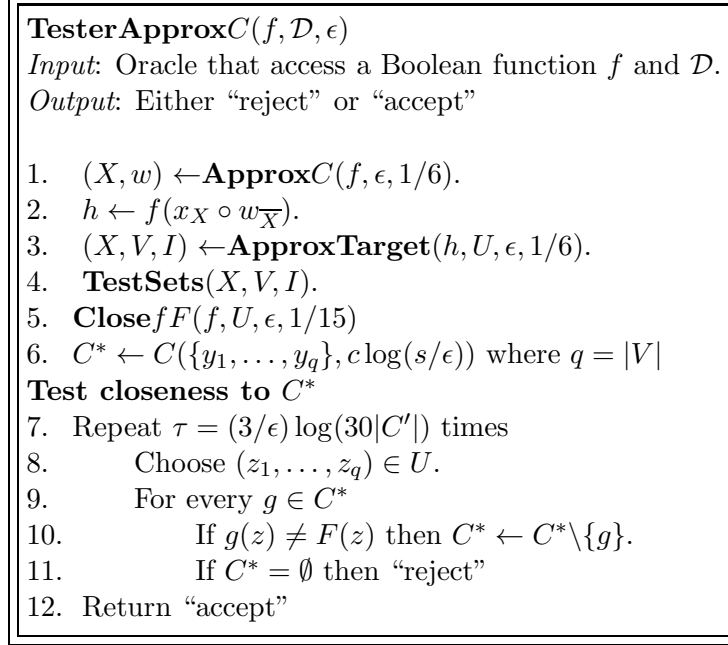 TesterApproxC(f, 𝒟, ϵ)
Input: Oracle that access a Boolean function f and 𝒟.
Output: Either “reject” or “accept”
1. (X, w) ←ApproxC(f, ϵ, 1/6).
2. h ← f(x_X ∘ w_{\overline{X}}).
3. (X, V, I) ←ApproxTarget(h, U, ϵ, 1/6).
4. TestSets(X, V, I).
5. ClosefF(f, U, ϵ, 1/15)
6. C* ← C({y_1, . . . , y_q}, c log(s/ϵ)) where q = |V|
Test closeness to C*
7. Repeat τ = (3/ϵ) log(30|C′|) times
8. Choose (z_1, . . . , z_q) ∈ U.
9. For every g ∈ C*
10. If g(z) ≠ F(z) then C* ← C*\{g}.
11. If C* = ∅ then “reject”
12. Return “accept”